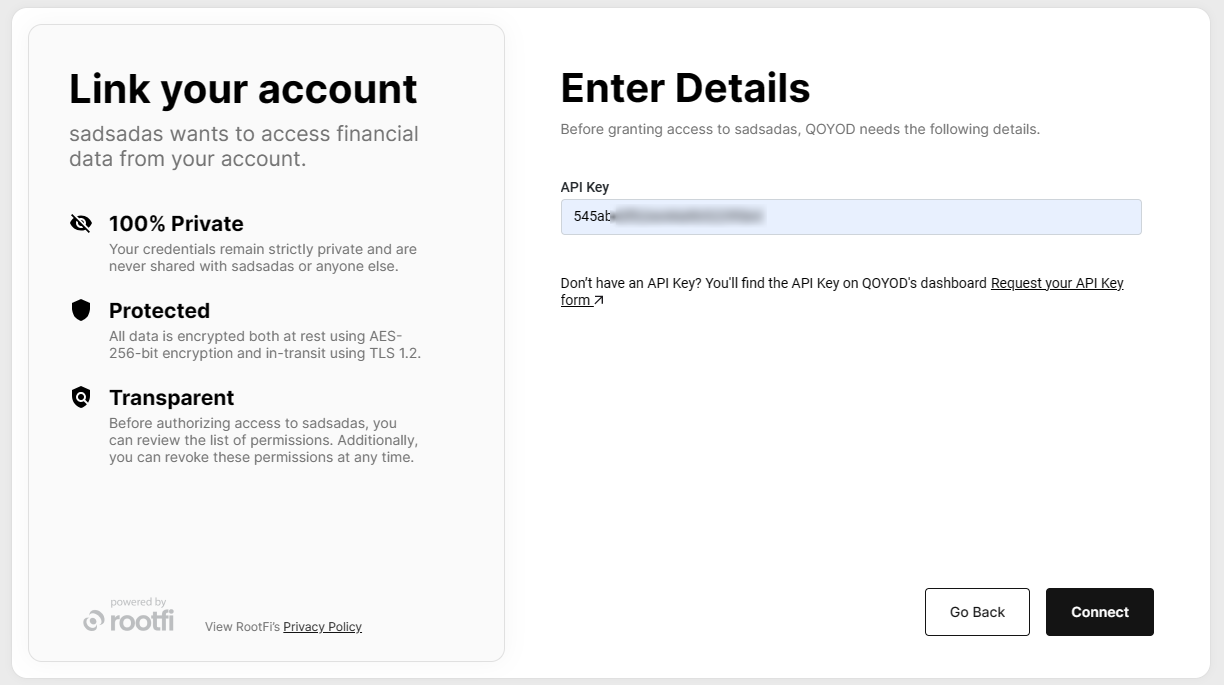 Link your account
sadsadas wants to access financial
data from your account.
100% Private
Your credentials remain strictly private and are
never shared with sadsadas or anyone else.
Protected
All data is encrypted both at rest using AES-
256-bit encryption and in-transit using TLS 1.2.
Transparent
Before authorizing access to sadsadas, you
can review the list of permissions. Additionally,
you can revoke these permissions at any time.
powered by
rootfi
View RootFi's Privacy Policy
Enter Details
Before granting access to sadsadas, QOYOD needs the following details.
API Key
545ab
Don't have an API Key? You'll find the API Key on QOYOD's dashboard Request your API Key
form
Go Back
Connect